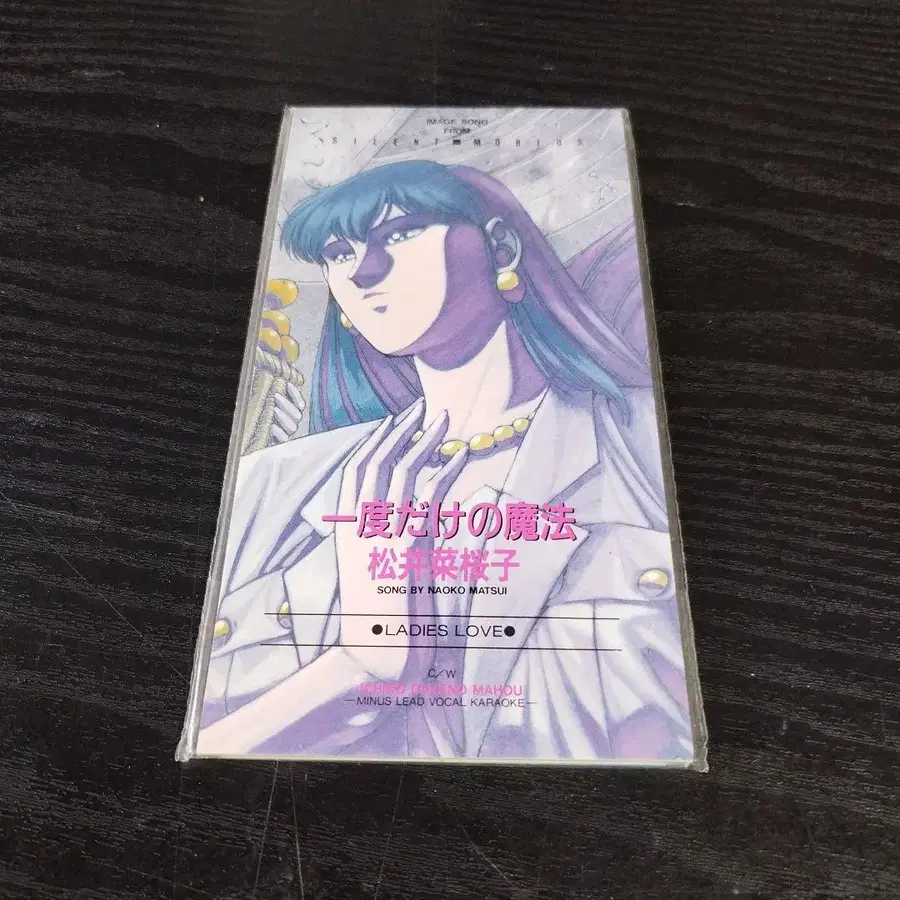 IMAGE SONG
FROM
SILENT■MÖBIUS
一度だけの魔法
松井菜桜子
SONG BY NAOKO MATSUI
●LADIES LOVE●
C/W
ICHIDO DAKENO MAHOU
—MINUS LEAD VOCAL KARAOKE—